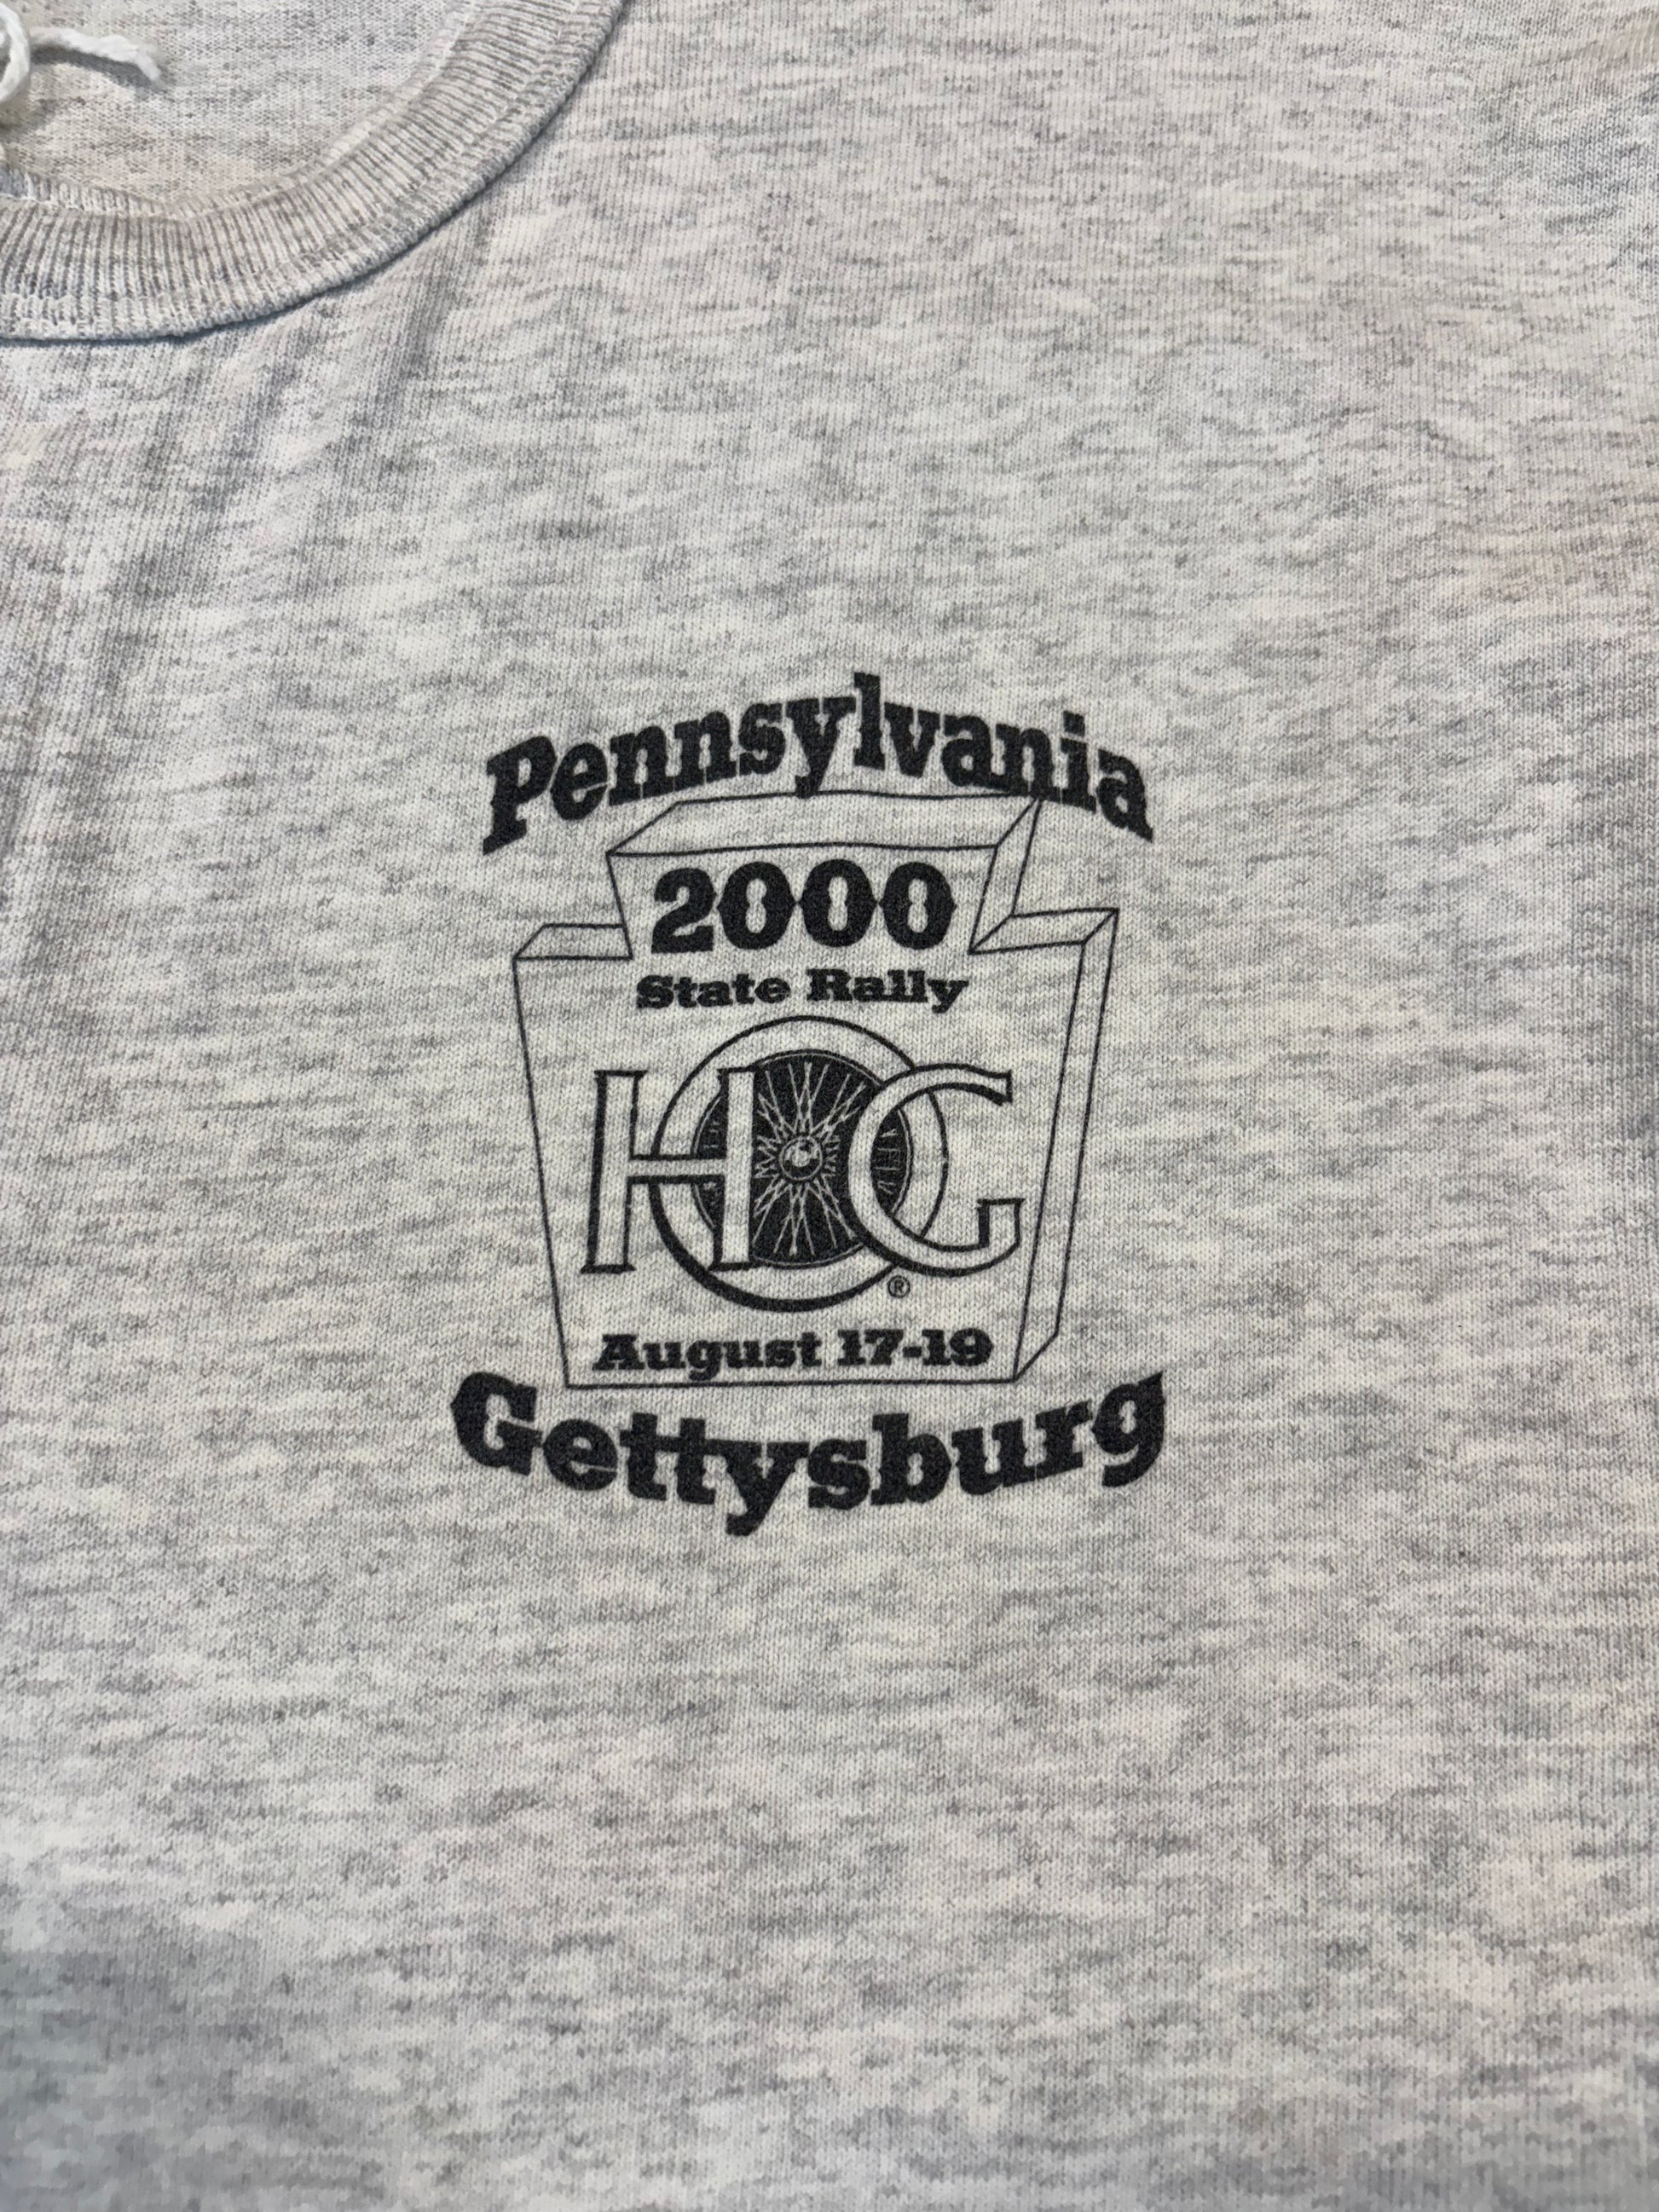 Pennsylvania
2000
State Rally
HOG
®
August 17-19
Gettysburg